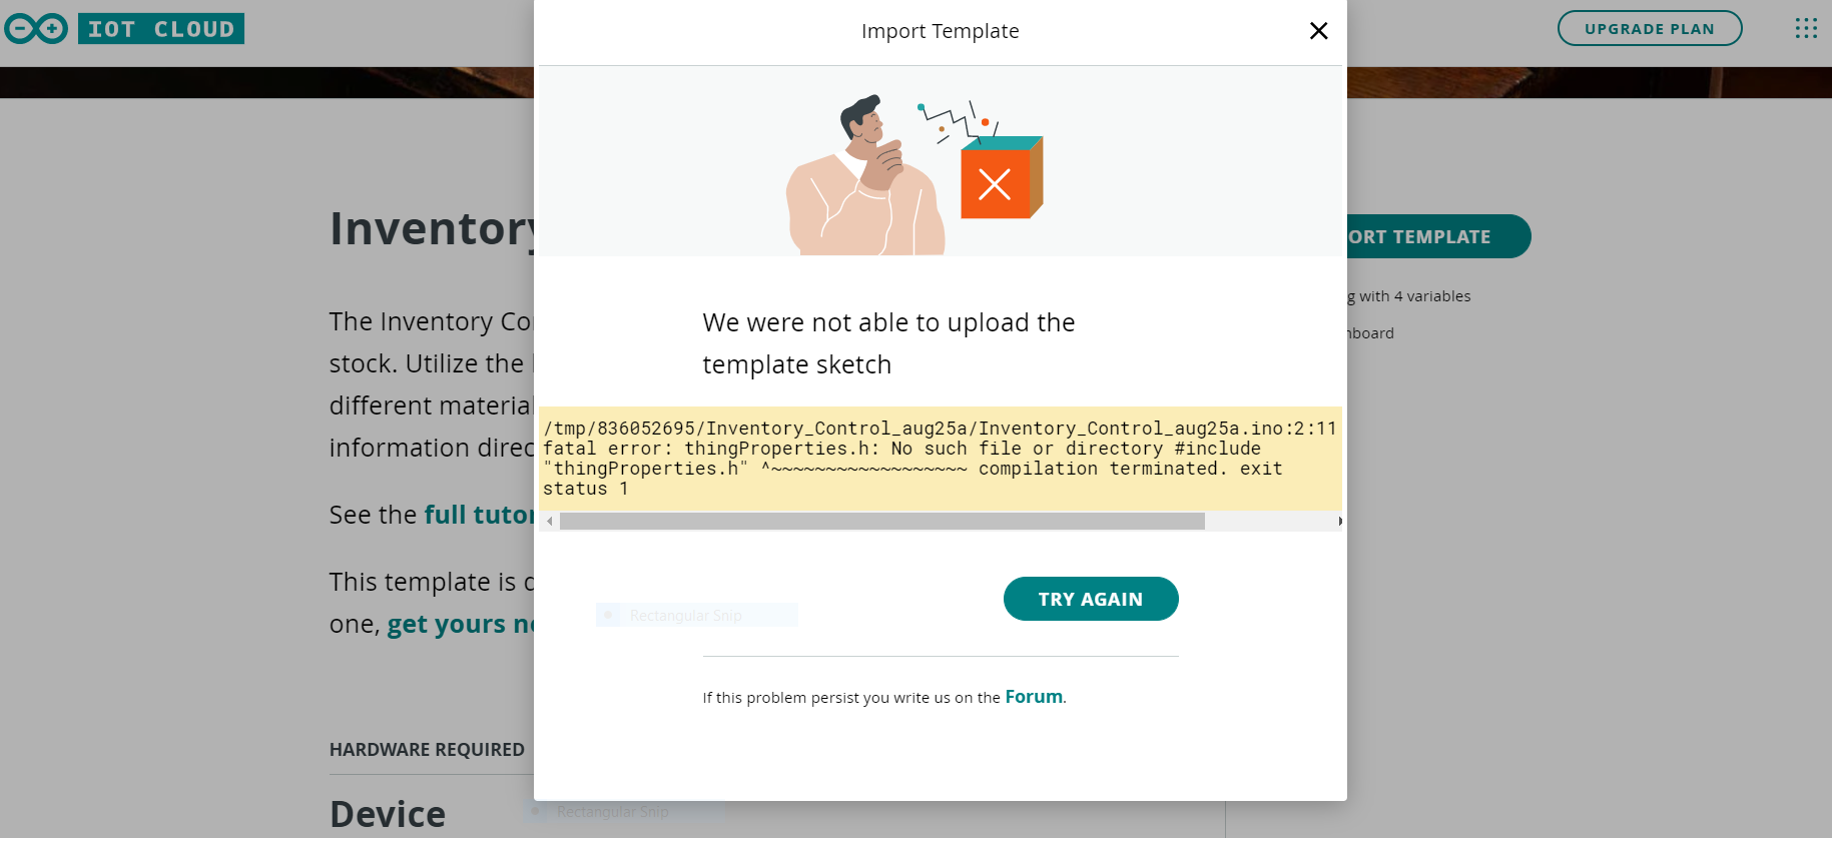 IOT CLOUD
Import Template
UPGRADE PLAN
Inventory
ORT TEMPLATE
The Inventory Co
stock. Utilize the
different material
information direc
g with 4 variables
nboard
We were not able to upload the
template sketch
/tmp/836052695/Inventory_Control_aug25a/Inventory_Control_aug25a.ino:2:11
fatal error: thingProperties.h: No such file or directory #include
"thingProperties.h" ^~~~~~~~~~~~~~~~~~~ compilation terminated. exit
status 1
See the full tutor
This template is d
one, get yours n
TRY AGAIN
Rectangular Snip
If this problem persist you write us on the Forum.
HARDWARE REQUIRED
Device
Rectangular Snip